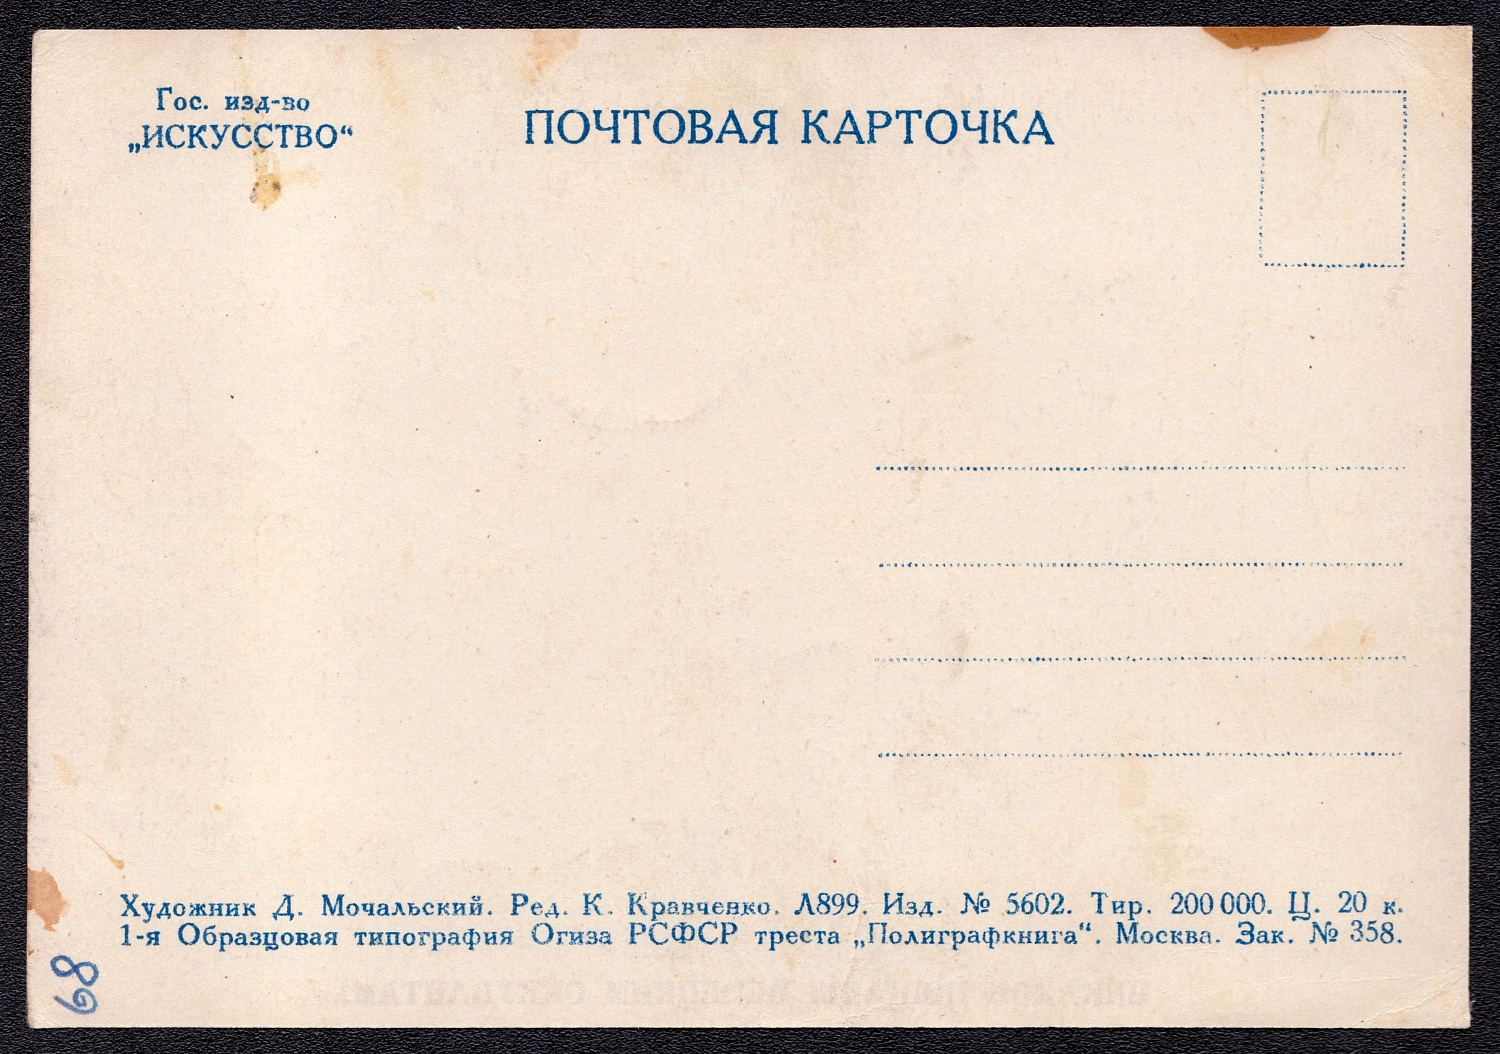 Гос. изд-во
„ИСКУССТВО“
ПОЧТОВАЯ КАРТОЧКА
Художник Д. Мочальский. Ред. К. Кравченко. Л899. Изд. № 5602. Тир. 200 000. Ц. 20 к.
1-я Образцовая типография Огиза РСФСР треста „Полиграфкнига“. Москва. Зак. № 358.
68